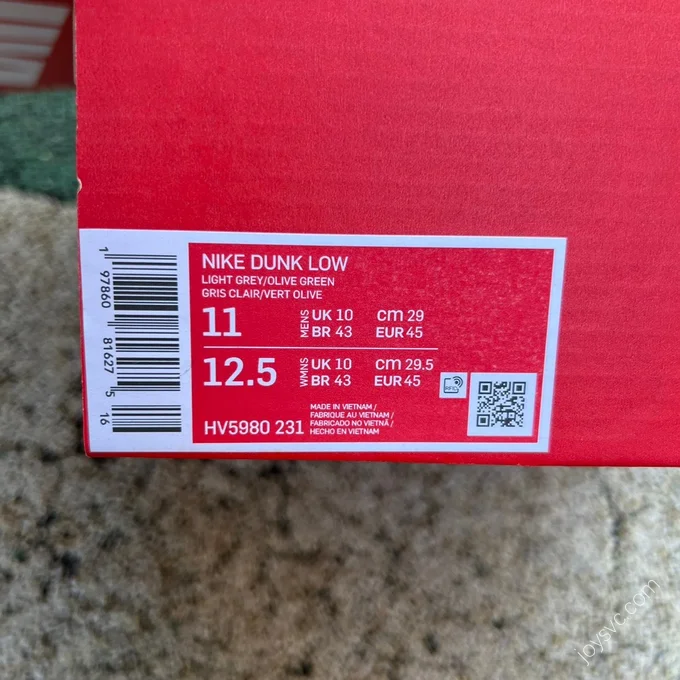 NIKE DUNK LOW
LIGHT GREY/OLIVE GREEN
GRIS CLAIR/VERT OLIVE
11 MENS UK 10 cm 29
BR 43 EUR 45
12.5 WMNS UK 10 cm 29.5
BR 43 EUR 45
RFID
HV5980 231
MADE IN VIETNAM /
FABRIQUE AU VIETNAM /
FABRICADO NO VIETNÃ /
HECHO EN VIETNAM
1 97860 81627 5 16
joysvc.com